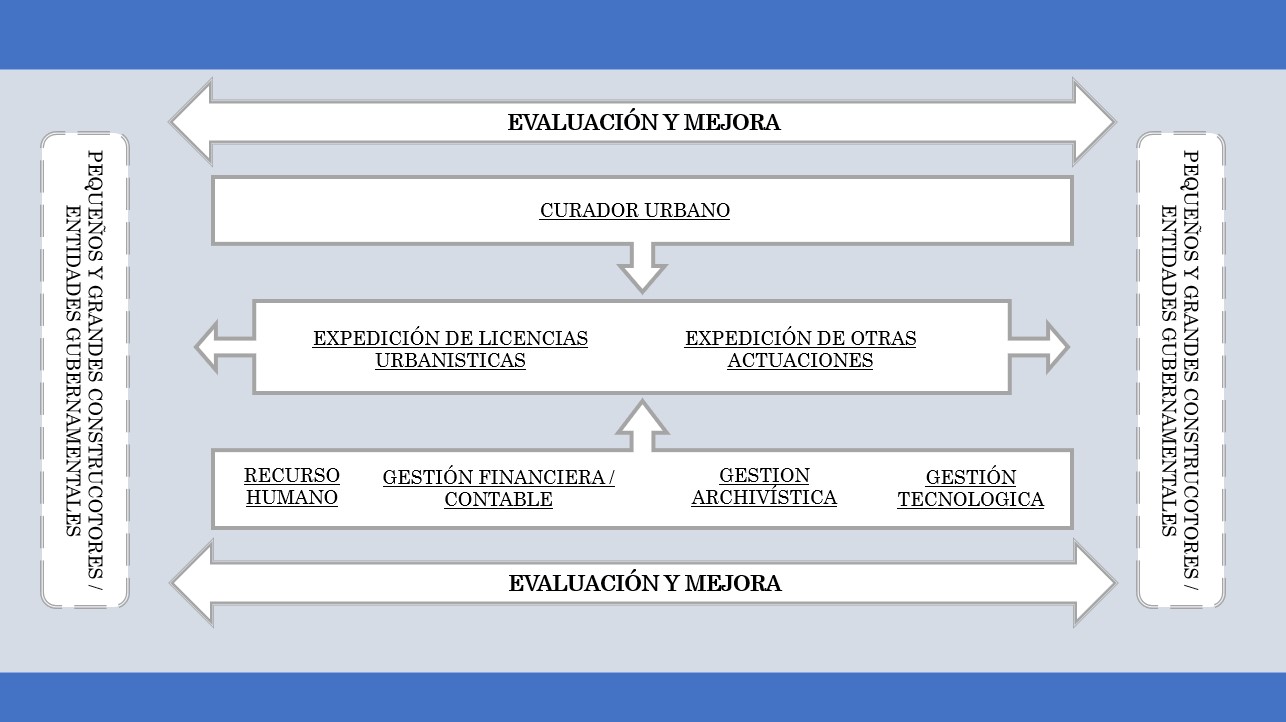 EVALUACIÓN Y MEJORA
PEQUEÑOS Y GRANDES CONSTRUCOTORES /
ENTIDADES GUBERNAMENTALES
CURADOR URBANO
EXPEDICIÓN DE LICENCIAS
URBANISTICAS
EXPEDICIÓN DE OTRAS
ACTUACIONES
RECURSO
HUMANO
GESTIÓN FINANCIERA /
CONTABLE
GESTION
ARCHIVÍSTICA
GESTIÓN
TECNOLOGICA
EVALUACIÓN Y MEJORA
PEQUEÑOS Y GRANDES CONSTRUCOTORES /
ENTIDADES GUBERNAMENTALES